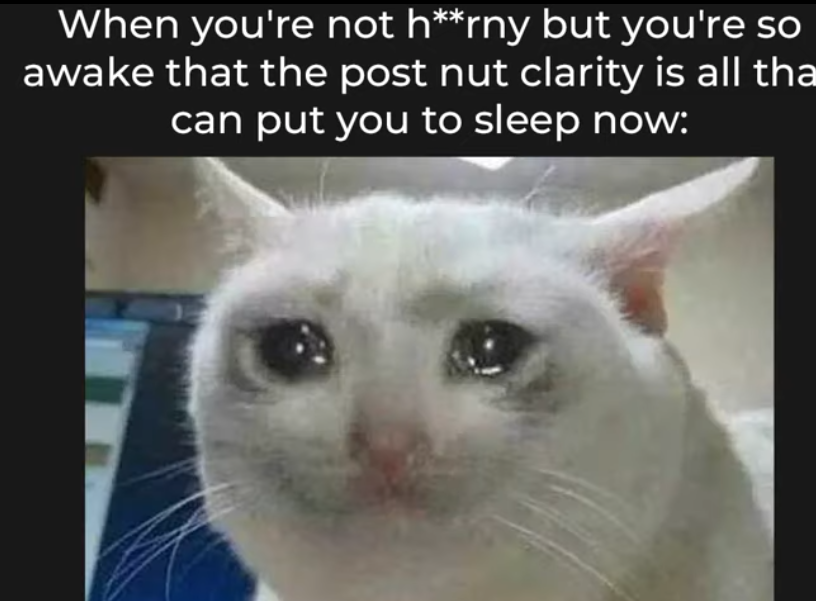 When you're not h**rny but you're so
awake that the post nut clarity is all tha
can put you to sleep now: